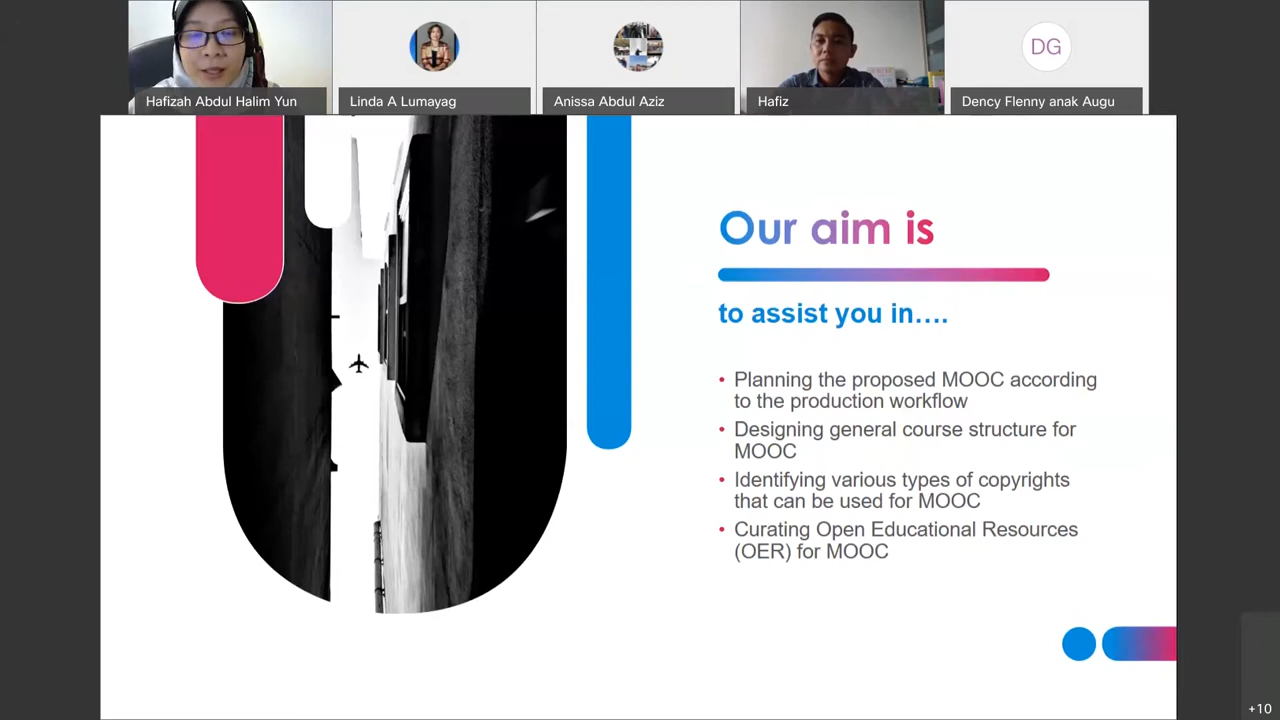 Hafizah Abdul Halim Yun
Linda A Lumayag
Anissa Abdul Aziz
Hafiz
DG
Dency Flenny anak Augu
Our aim is
to assist you in....
• Planning the proposed MOOC according
to the production workflow
• Designing general course structure for
MOOC
• Identifying various types of copyrights
that can be used for MOOC
• Curating Open Educational Resources
(OER) for MOOC
+10